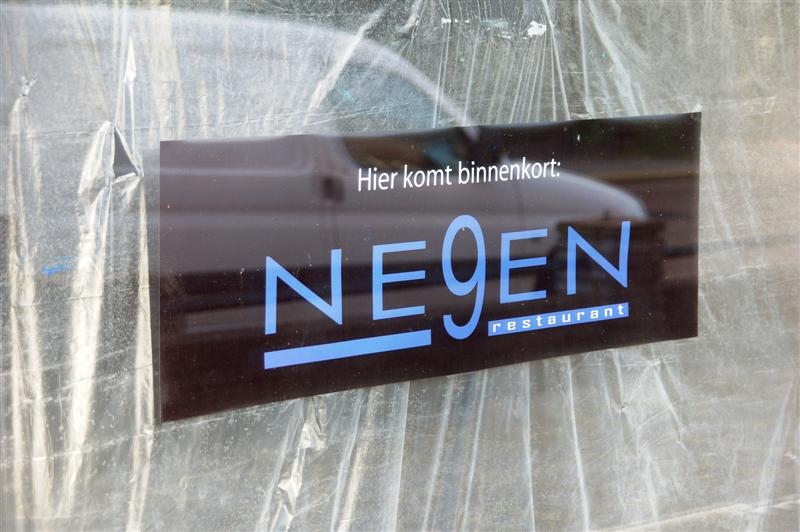 Hier komt binnenkort:
NE9EN
restaurant